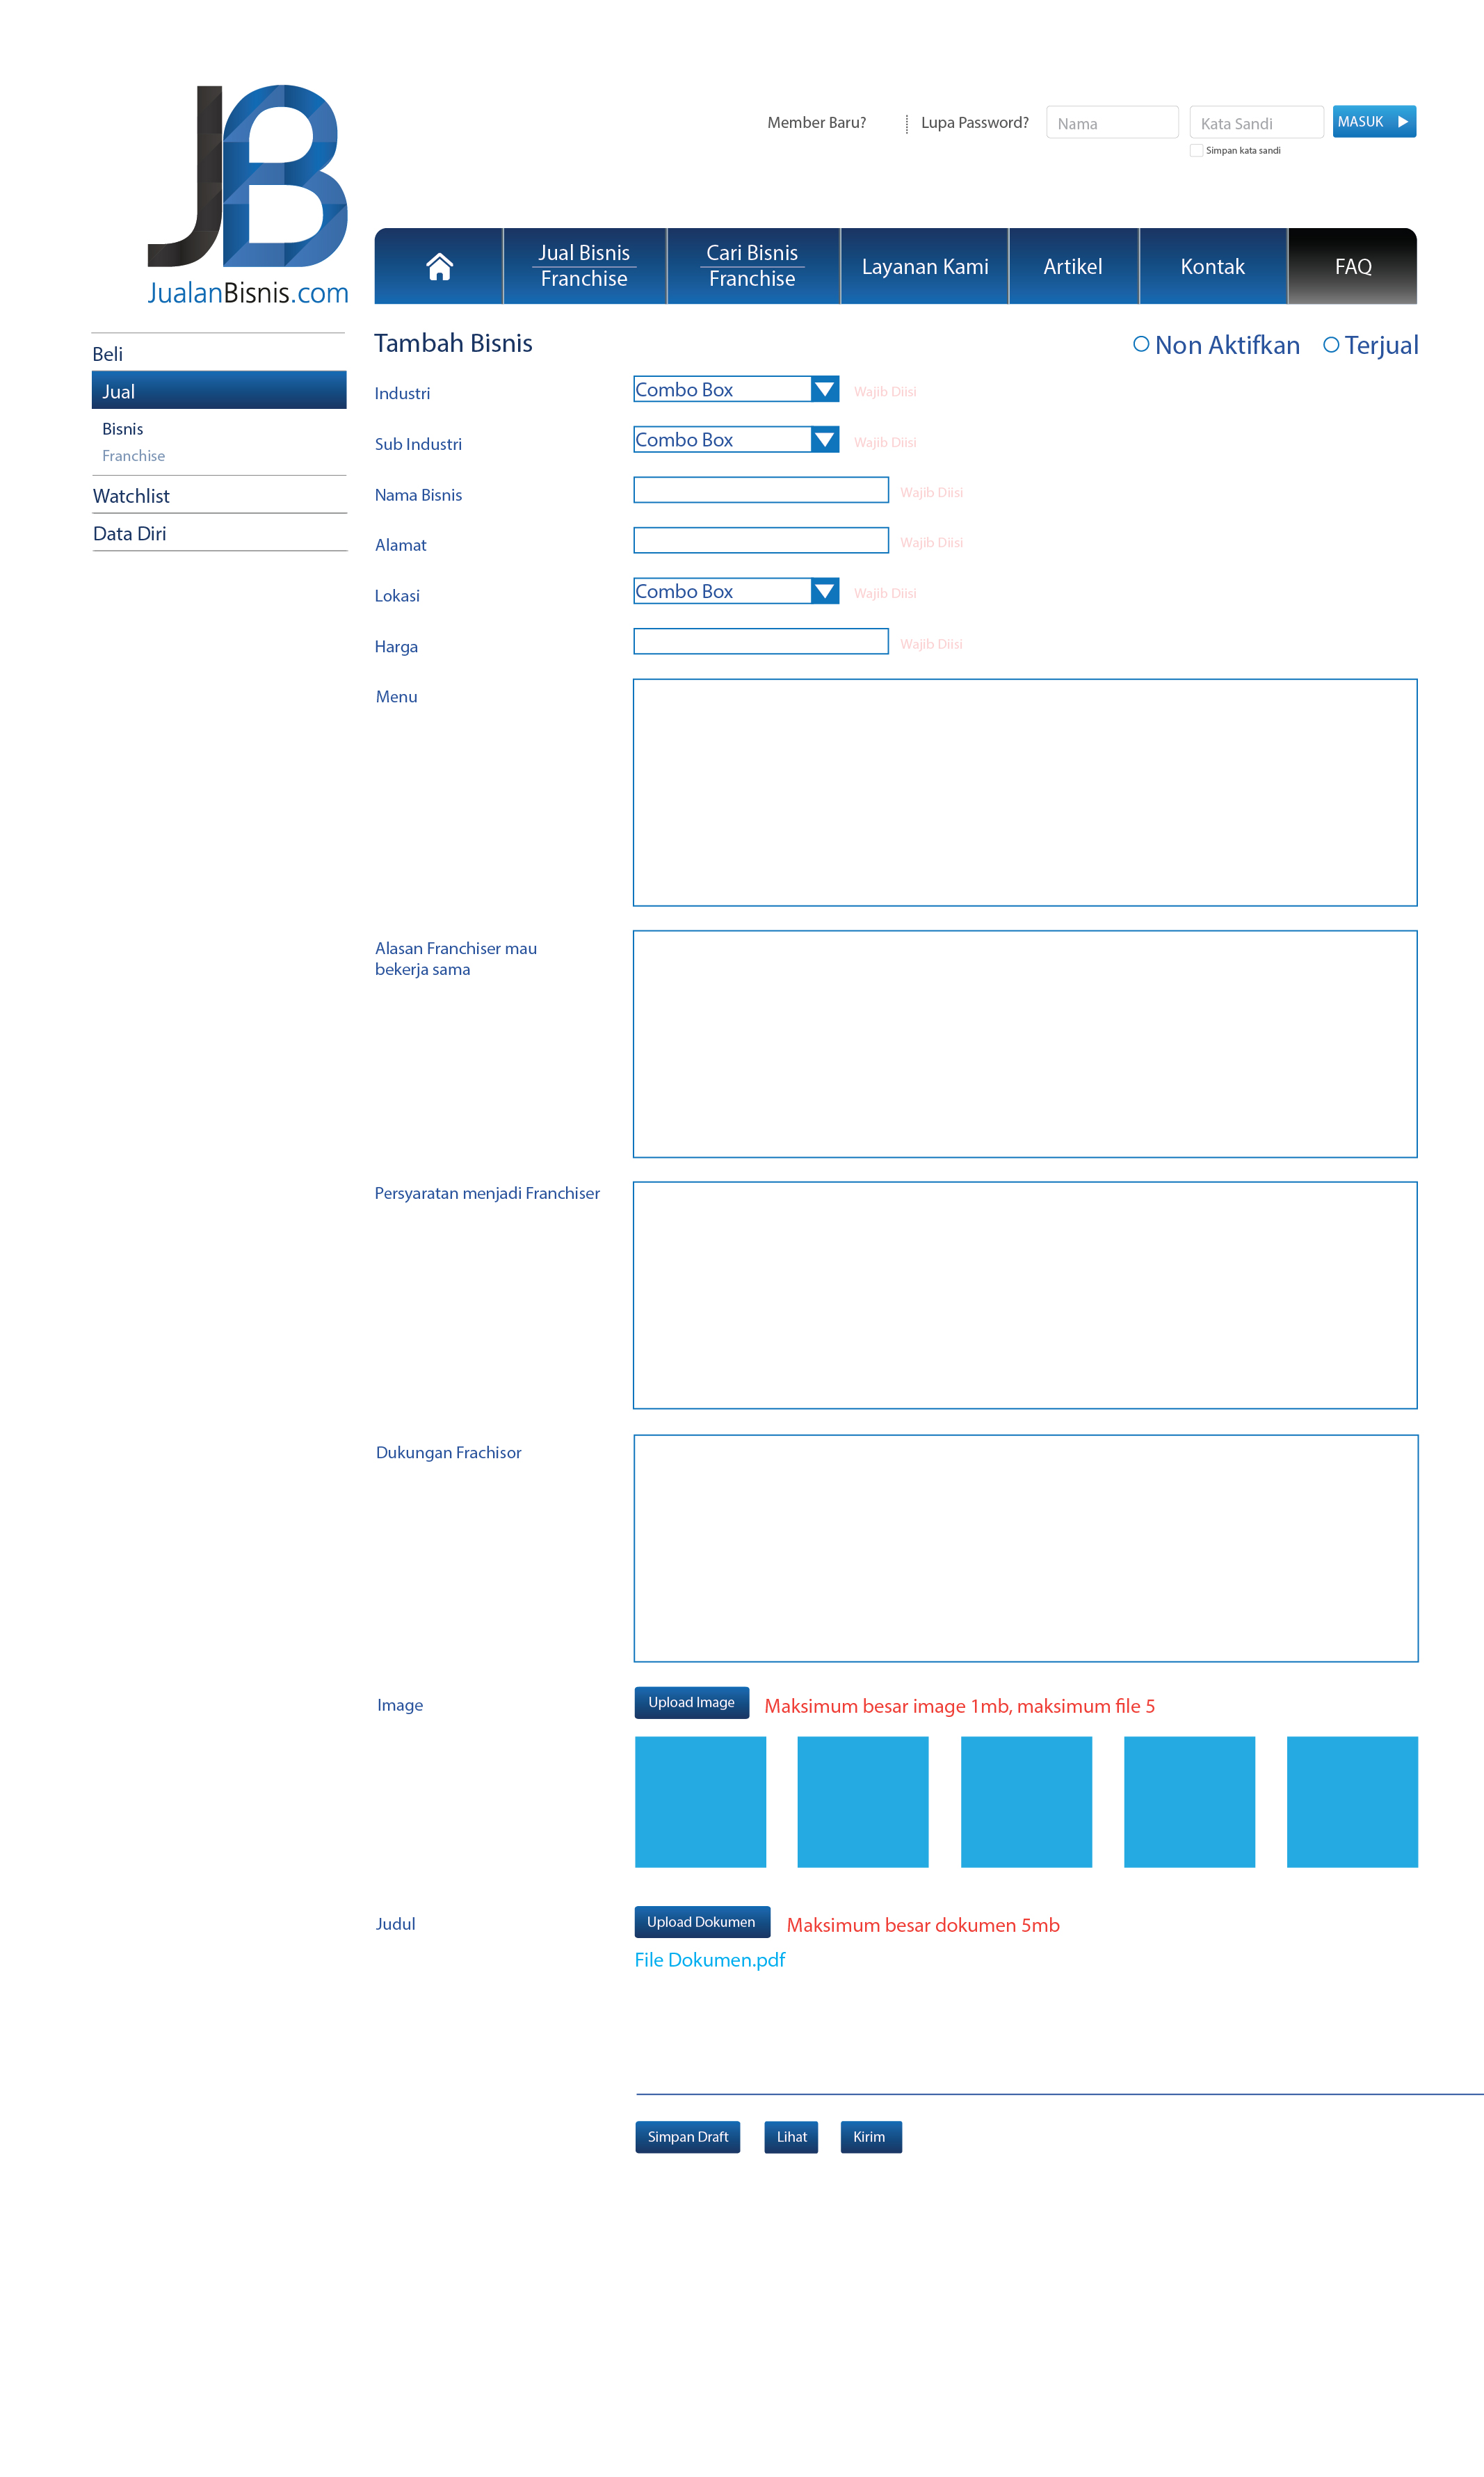 JB
JualanBisnis.com
Member Baru?
Lupa Password?
Nama
Kata Sandi
MASUK
Simpan kata sandi
Jual Bisnis
Franchise
Cari Bisnis
Franchise
Layanan Kami
Artikel
Kontak
FAQ
Beli
Jual
Bisnis
Franchise
Watchlist
Data Diri
Tambah Bisnis
Non Aktifkan
Terjual
Industri
Combo Box
Wajib Diisi
Sub Industri
Combo Box
Wajib Diisi
Nama Bisnis
Wajib Diisi
Alamat
Wajib Diisi
Lokasi
Combo Box
Wajib Diisi
Harga
Wajib Diisi
Menu
Alasan Franchiser mau
bekerja sama
Persyaratan menjadi Franchiser
Dukungan Frachisor
Image
Upload Image
Maksimum besar image 1mb, maksimum file 5
Judul
Upload Dokumen
Maksimum besar dokumen 5mb
File Dokumen.pdf
Simpan Draft
Lihat
Kirim